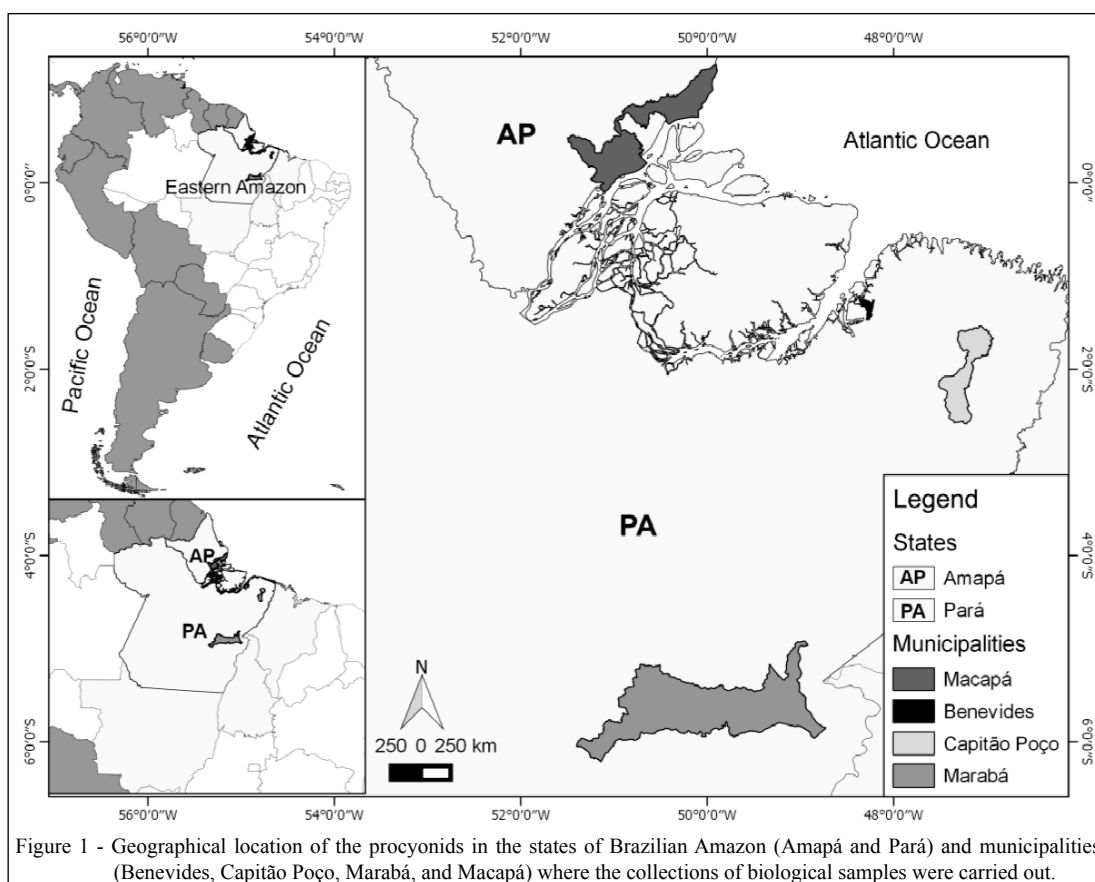 56°0'0"W
54°0'0"W
52°0'0"W
50°0'0"W
48°0'0"W
0°0'0"
2°0'0"S
4°0'0"S
6°0'0"S
Eastern Amazon
Pacific Ocean
Atlantic Ocean
AP
PA
AP
Atlantic Ocean
PA
N
250 0 250 km
0°0'0"
2°0'0"S
4°0'0"S
6°0'0"S
Legend
States
AP Amapá
PA Pará
Municipalities
Macapá
Benevides
Capitão Poço
Marabá
56°0'0"W
54°0'0"W
52°0'0"W
50°0'0"W
48°0'0"W
Figure 1 - Geographical location of the procyonids in the states of Brazilian Amazon (Amapá and Pará) and municipalities
(Benevides, Capitão Poço, Marabá, and Macapá) where the collections of biological samples were carried out.